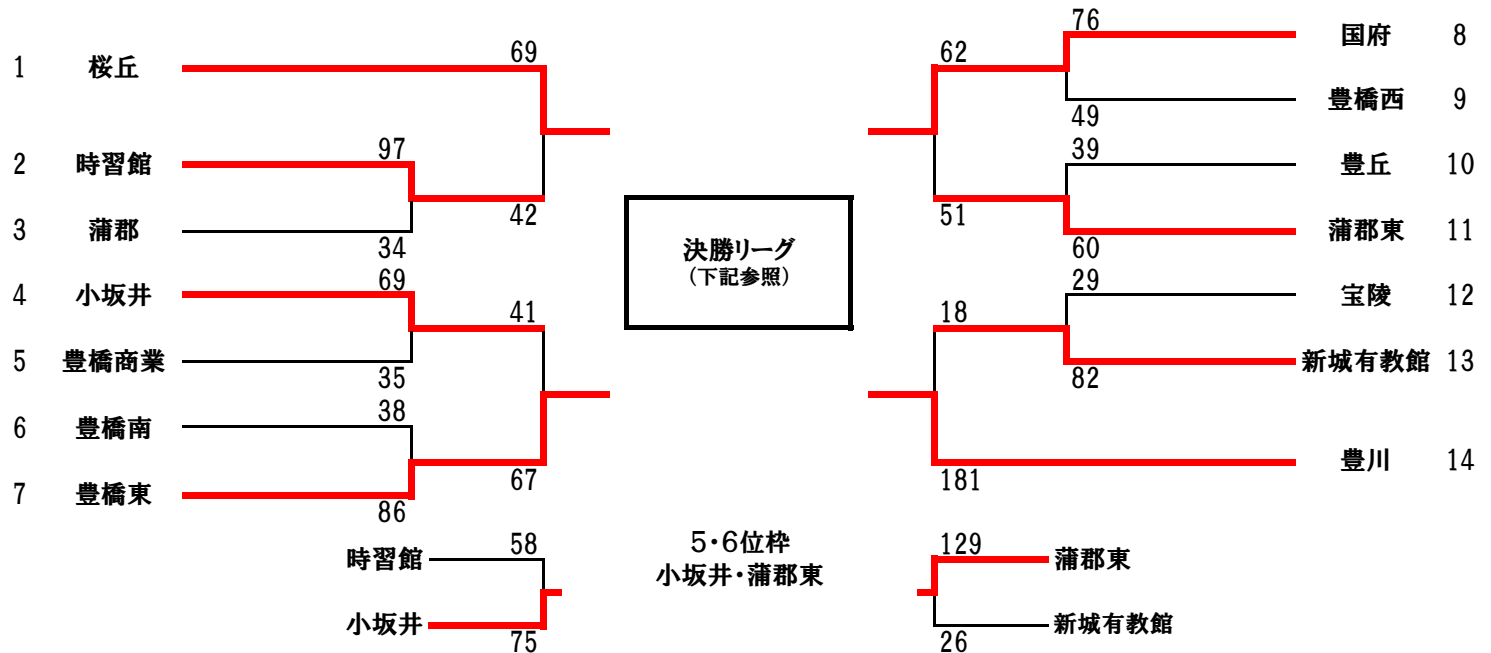 76
国府 8
69
62
1 桜丘
豊橋西 9
49
97
39
2 時習館
豊丘 10
42
51
3 蒲郡
蒲郡東 11
34
60
決勝リーグ
(下記参照)
69
29
4 小坂井
宝陵 12
41
18
5 豊橋商業
新城有教館 13
35
82
38
6 豊橋南
豊川 14
67
181
7 豊橋東
86
58
5・6位枠
129
時習館
蒲郡東
小坂井・蒲郡東
小坂井
新城有教館
75
26